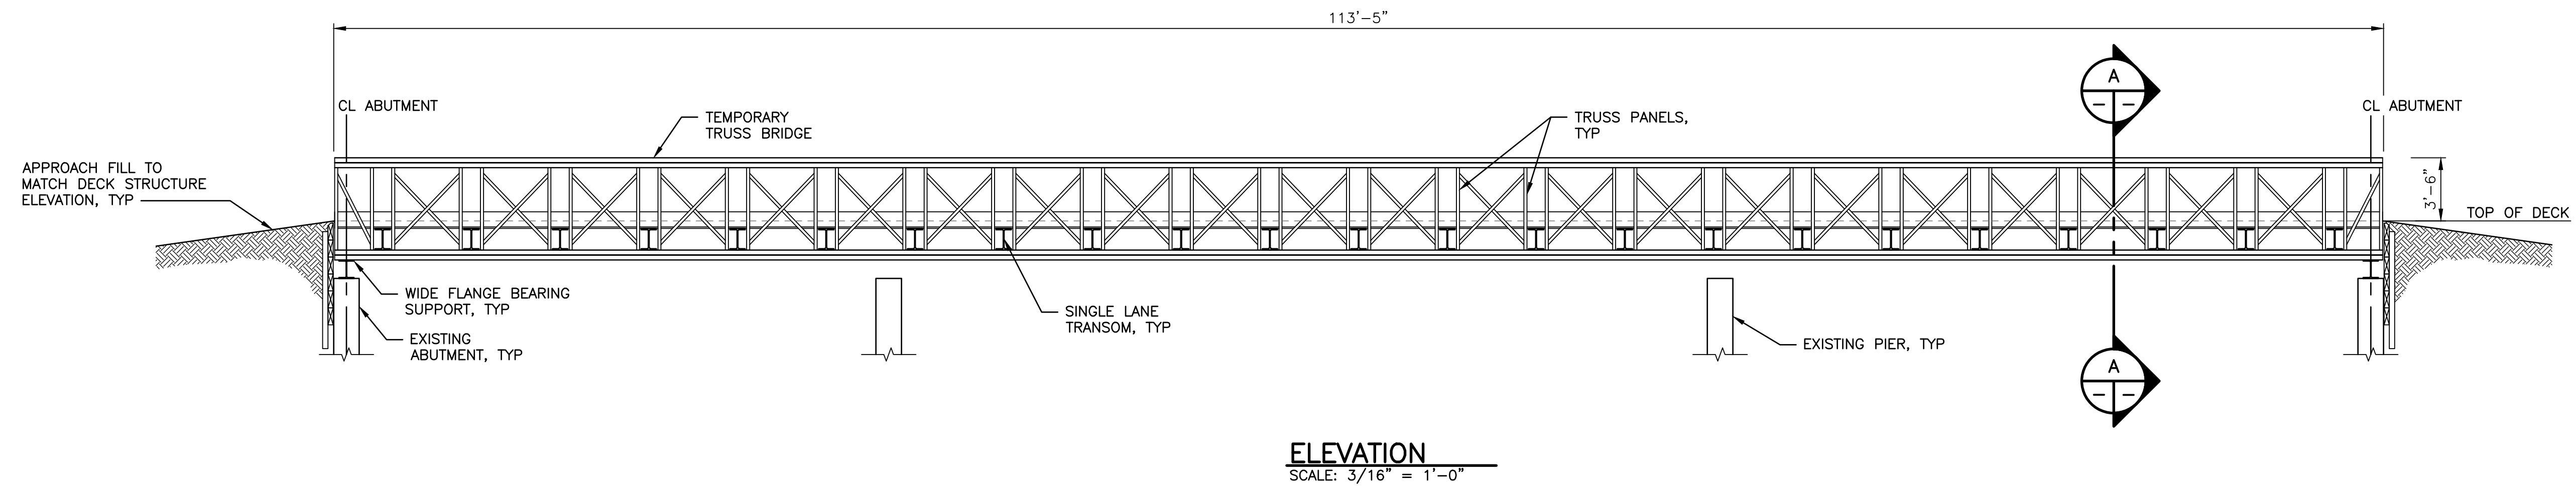 113'-5"
A
- -
CL ABUTMENT
TEMPORARY
TRUSS BRIDGE
TRUSS PANELS,
TYP
CL ABUTMENT
APPROACH FILL TO
MATCH DECK STRUCTURE
ELEVATION, TYP
3'-6"
TOP OF DECK
WIDE FLANGE BEARING
SUPPORT, TYP
EXISTING
ABUTMENT, TYP
SINGLE LANE
TRANSOM, TYP
EXISTING PIER, TYP
A
- -
ELEVATION
SCALE: 3/16" = 1'-0"